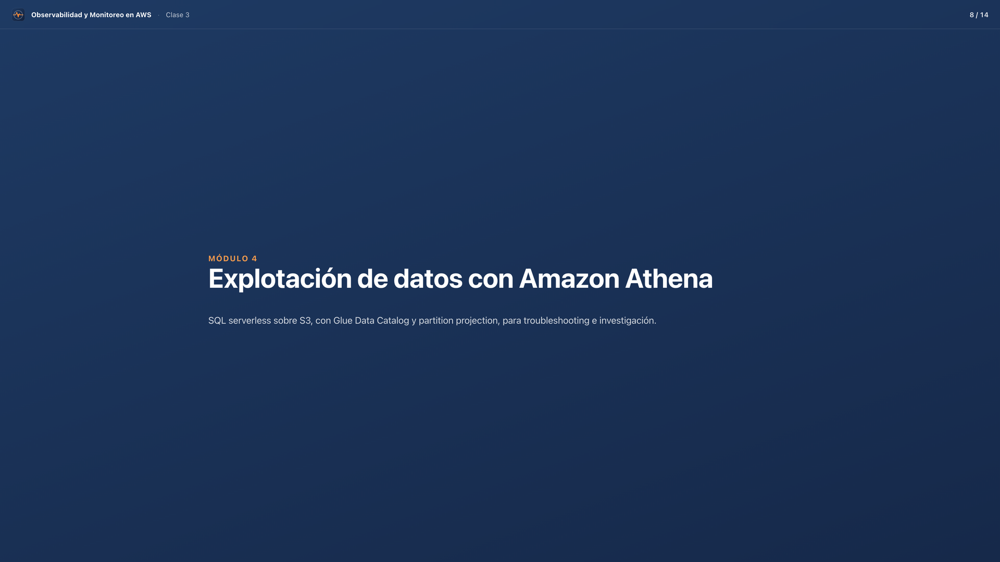 Observabilidad y Monitoreo en AWS · Clase 3
8 / 14
MÓDULO 4
Explotación de datos con Amazon Athena
SQL serverless sobre S3, con Glue Data Catalog y partition projection, para troubleshooting e investigación.